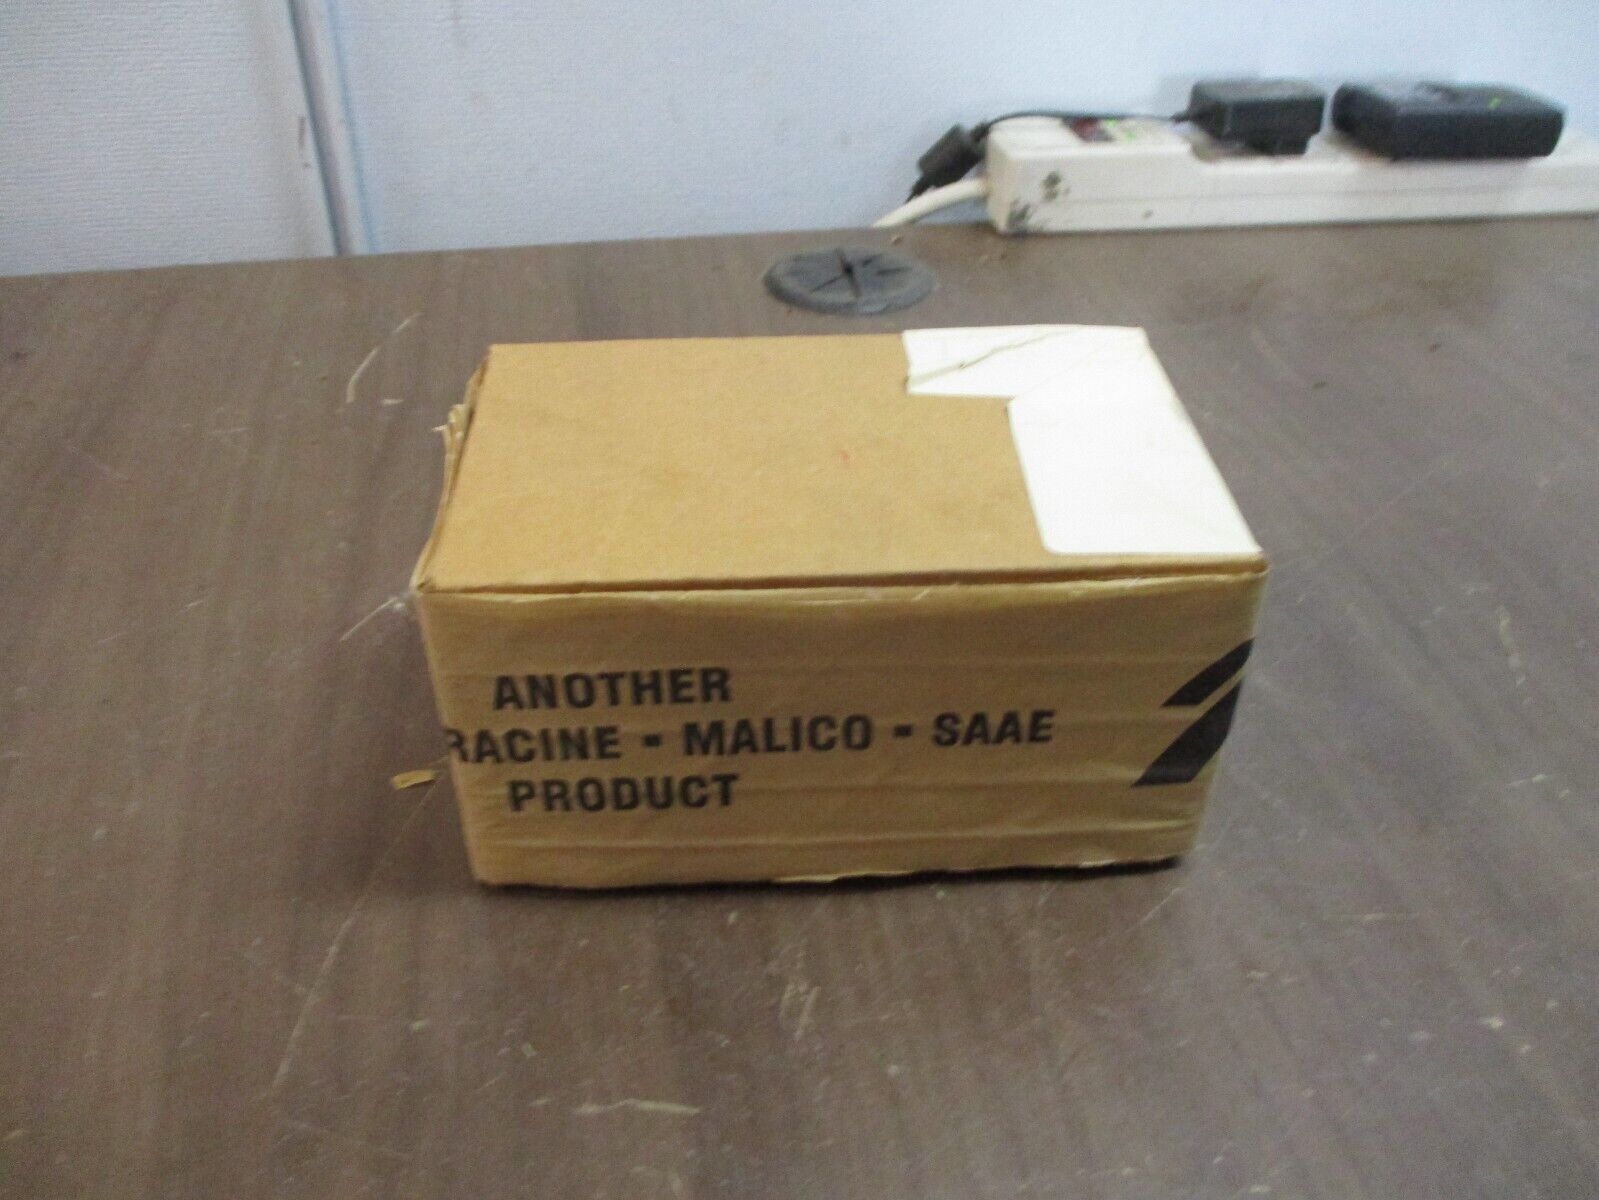 ANOTHER
RACINE - MALICO - SAAE
PRODUCT